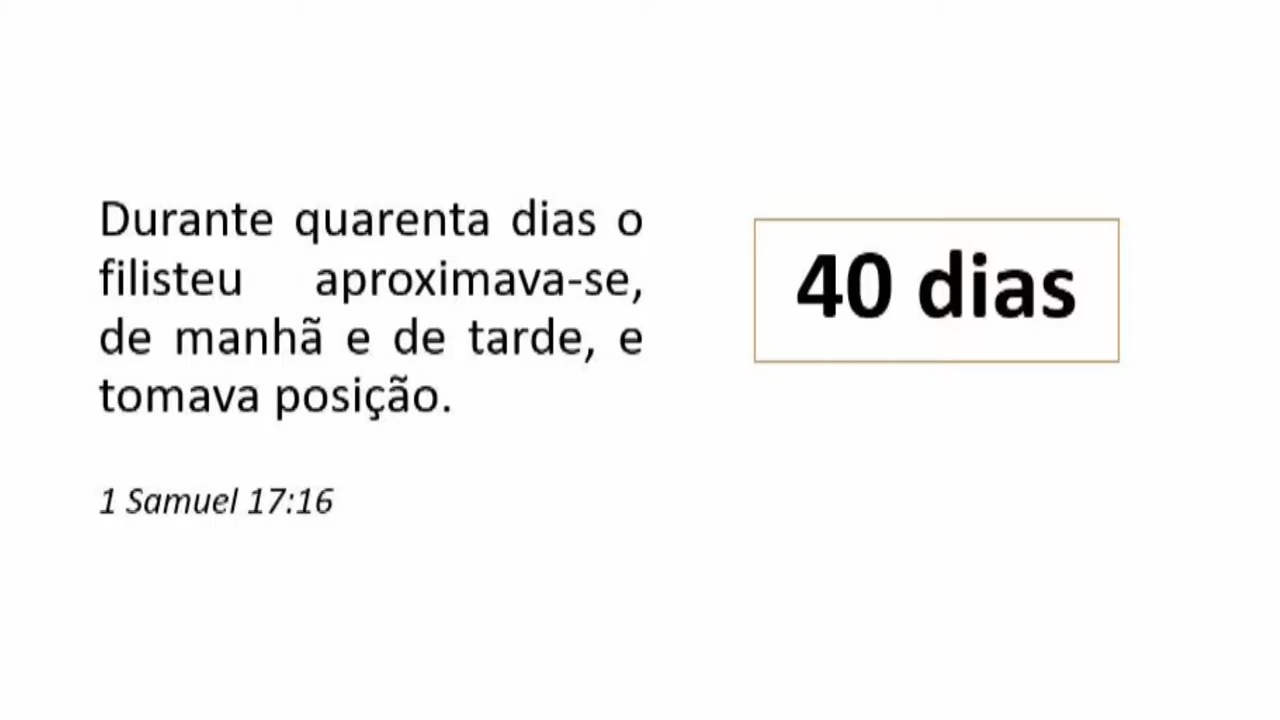 Durante quarenta dias o
filisteu aproximava-se,
de manhã e de tarde, e
tomava posição.
1 Samuel 17:16
40 dias